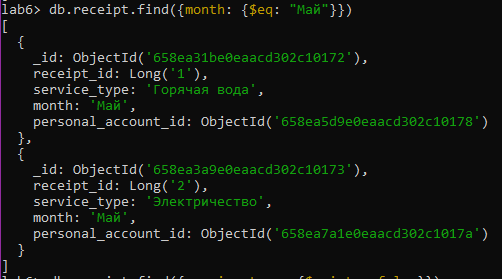 lab6> db.receipt.find({month: {$eq: "Май"}})
[
  {
    _id: ObjectId('658ea31be0eaacd302c10172'),
    receipt_id: Long('1'),
    service_type: 'Горячая вода',
    month: 'Май',
    personal_account_id: ObjectId('658ea5d9e0eaacd302c10178')
  },
  {
    _id: ObjectId('658ea3a9e0eaacd302c10173'),
    receipt_id: Long('2'),
    service_type: 'Электричество',
    month: 'Май',
    personal_account_id: ObjectId('658ea7a1e0eaacd302c1017a')
  }
]